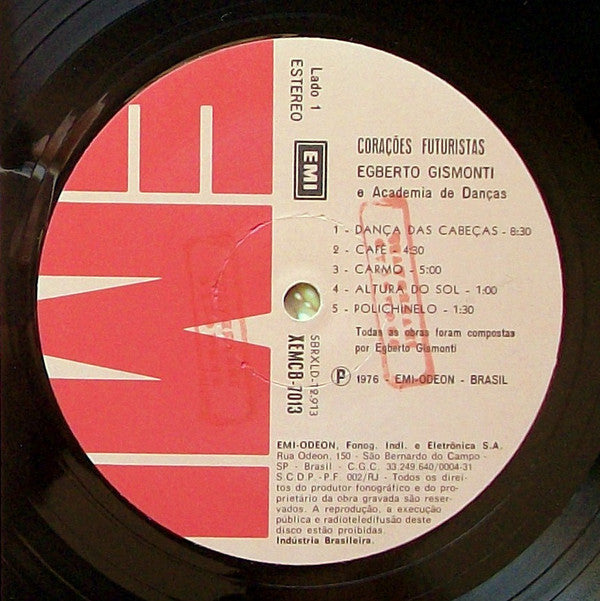 EMI
Lado 1
ESTEREO
EMI
CORAÇÕES FUTURISTAS
EGBERTO GISMONTI
e Academia de Danças
1 - DANÇA DAS CABEÇAS - 8:30
2 - CAFÉ - 4:30
3 - CARMO - 5:00
4 - ALTURA DO SOL - 1:00
5 - POLICHINELO - 1:30
Todas as obras foram compostas
por Egberto Gismonti
SBRXLD-12.913
XEMCB-7013
Ⓟ 1976 - EMI-ODEON - BRASIL
EMI-ODEON, Fonog. Indl. e Eletrônica S.A.
Rua Odeon, 150 - São Bernardo do Campo -
SP - Brasil - C.G.C. 33.249.640/0004-31
S.C.D.P. - P.F. 002/RJ - Todos os direi-
tos do produtor fonográfico e do pro-
prietário da obra gravada são reser-
vados. A reprodução, a execução
pública e radioteledifusão deste
disco estão proibidas.
Indústria Brasileira.